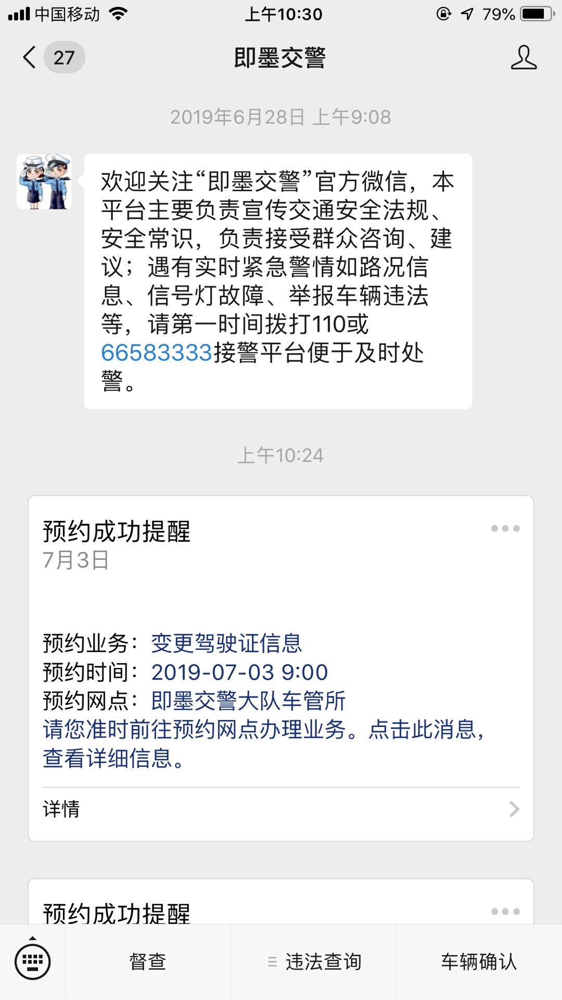 中国移动
上午10:30
79%
27
即墨交警
2019年6月28日 上午9:08
欢迎关注“即墨交警”官方微信，本
平台主要负责宣传交通安全法规、
安全常识，负责接受群众咨询、建
议；遇有实时紧急警情如路况信
息、信号灯故障、举报车辆违法
等，请第一时间拨打110或
66583333接警平台便于及时处
警。
上午10:24
预约成功提醒
7月3日
预约业务：变更驾驶证信息
预约时间：2019-07-03 9:00
预约网点：即墨交警大队车管所
请您准时前往预约网点办理业务。点击此消息，
查看详细信息。
详情
预约成功提醒
督查
违法查询
车辆确认